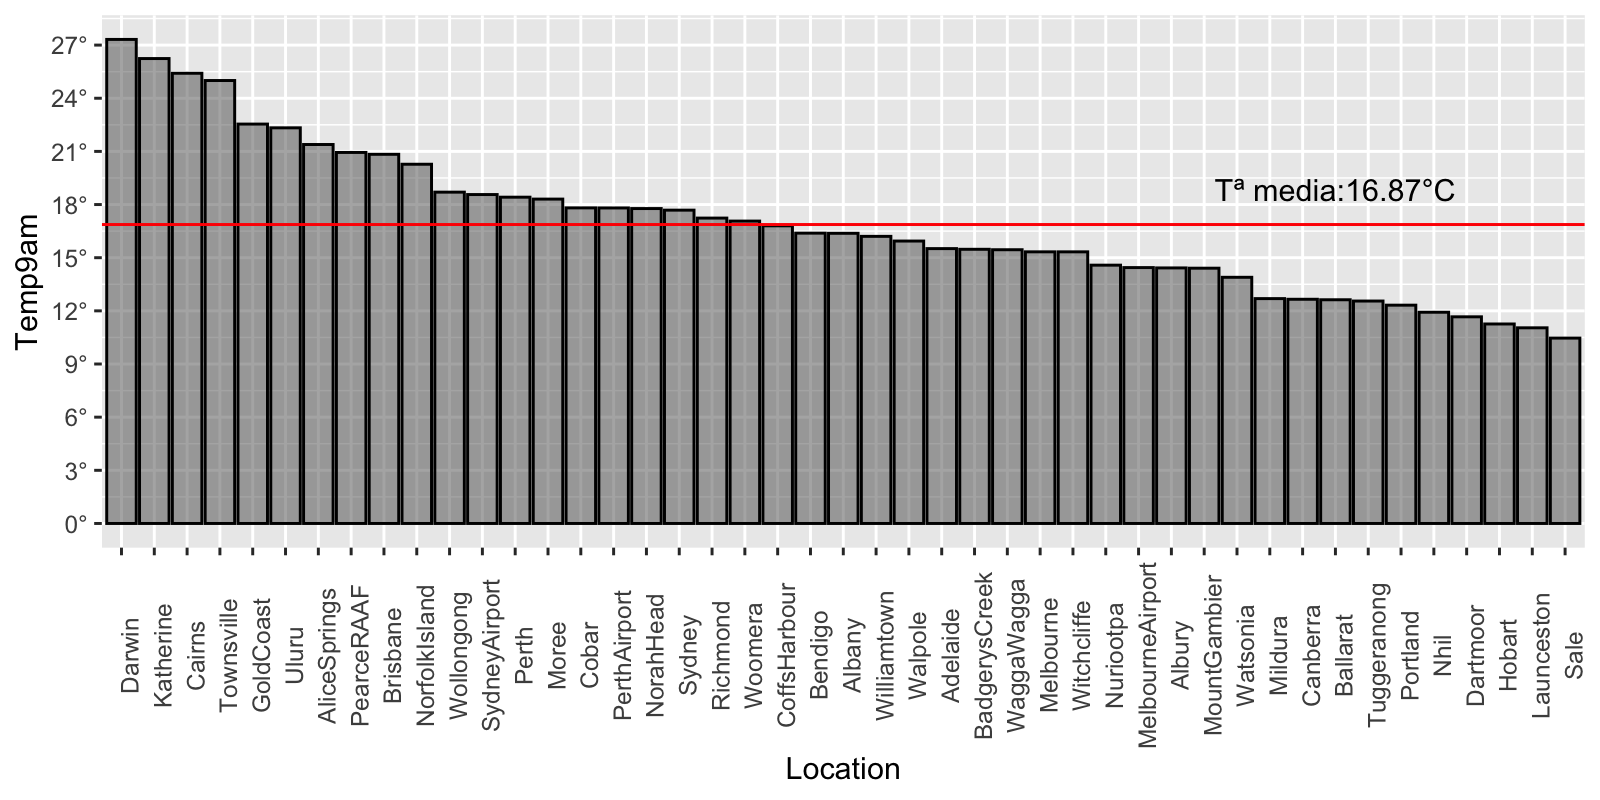 Temp9am
27°
24°
21°
18°
15°
12°
9°
6°
3°
0°
Tª media:16.87°C
Darwin
Katherine
Cairns
Townsville
GoldCoast
Uluru
AliceSprings
PearceRAAF
Brisbane
NorfolkIsland
Wollongong
SydneyAirport
Perth
Moree
Cobar
PerthAirport
NorahHead
Sydney
Richmond
Woomera
CoffsHarbour
Bendigo
Albany
Williamtown
Walpole
Adelaide
BadgerysCreek
WaggaWagga
Melbourne
Witchcliffe
Nuriootpa
MelbourneAirport
Albury
MountGambier
Watsonia
Mildura
Canberra
Ballarat
Tuggeranong
Portland
Nhil
Dartmoor
Hobart
Launceston
Sale
Location